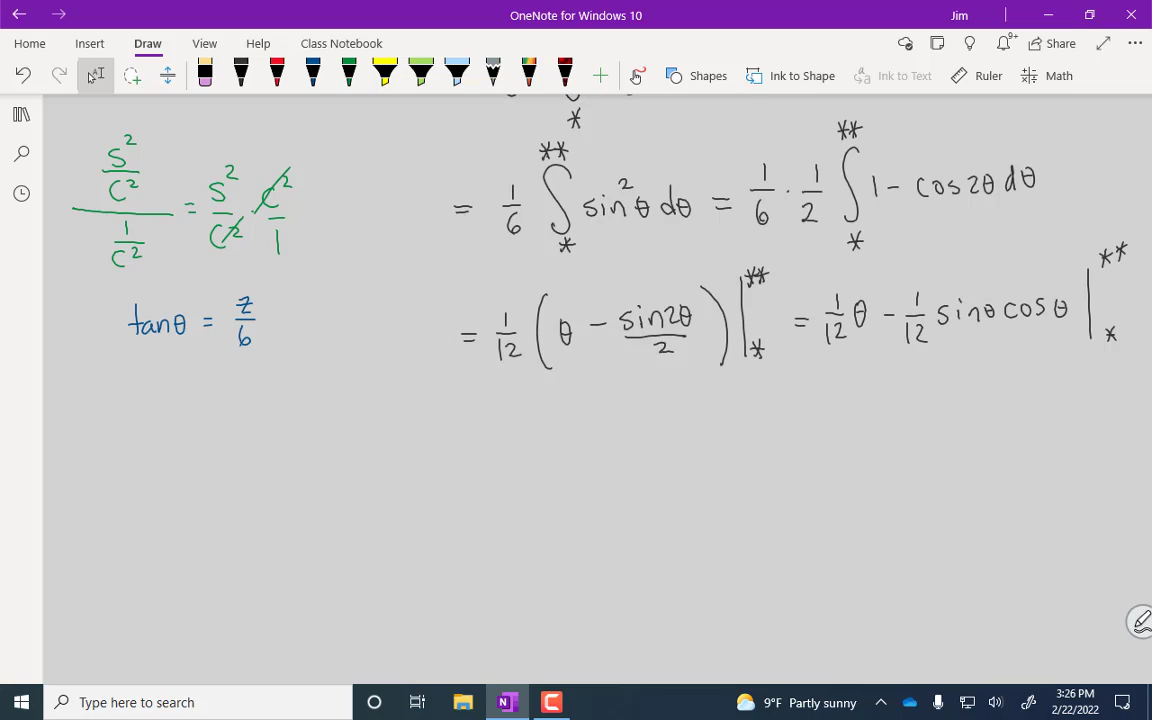 OneNote for Windows 10
Jim
Home Insert Draw View Help Class Notebook
9+ Share
Shapes Ink to Shape Ink to Text Ruler Math
*
S²/C² / 1/C² = S²/C² · C²/1
= 1/6 ∫_*^** sin²θ dθ = 1/6 · 1/2 ∫_*^** 1 - cos2θ dθ
tanθ = z/6
= 1/12 (θ - sin2θ/2) |_*^** = 1/12 θ - 1/12 sinθ cosθ |_*^**
Type here to search
9°F Partly sunny
3:26 PM
2/22/2022